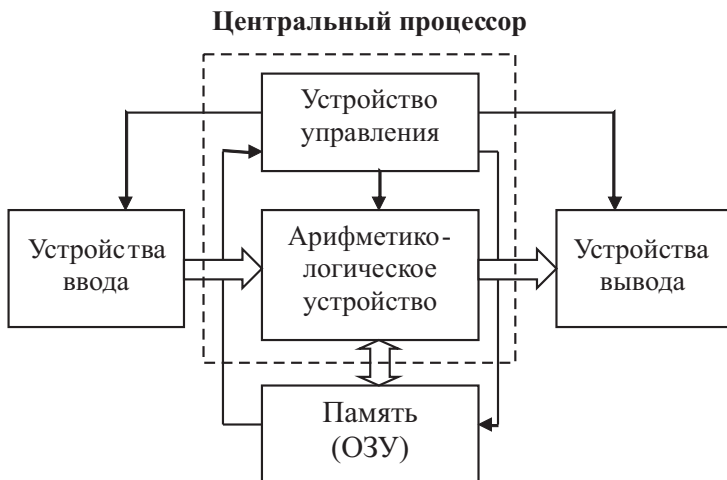 Центральный процессор
Устройство
управления
Устройства
ввода
Арифметико-
логическое
устройство
Устройства
вывода
Память
(ОЗУ)